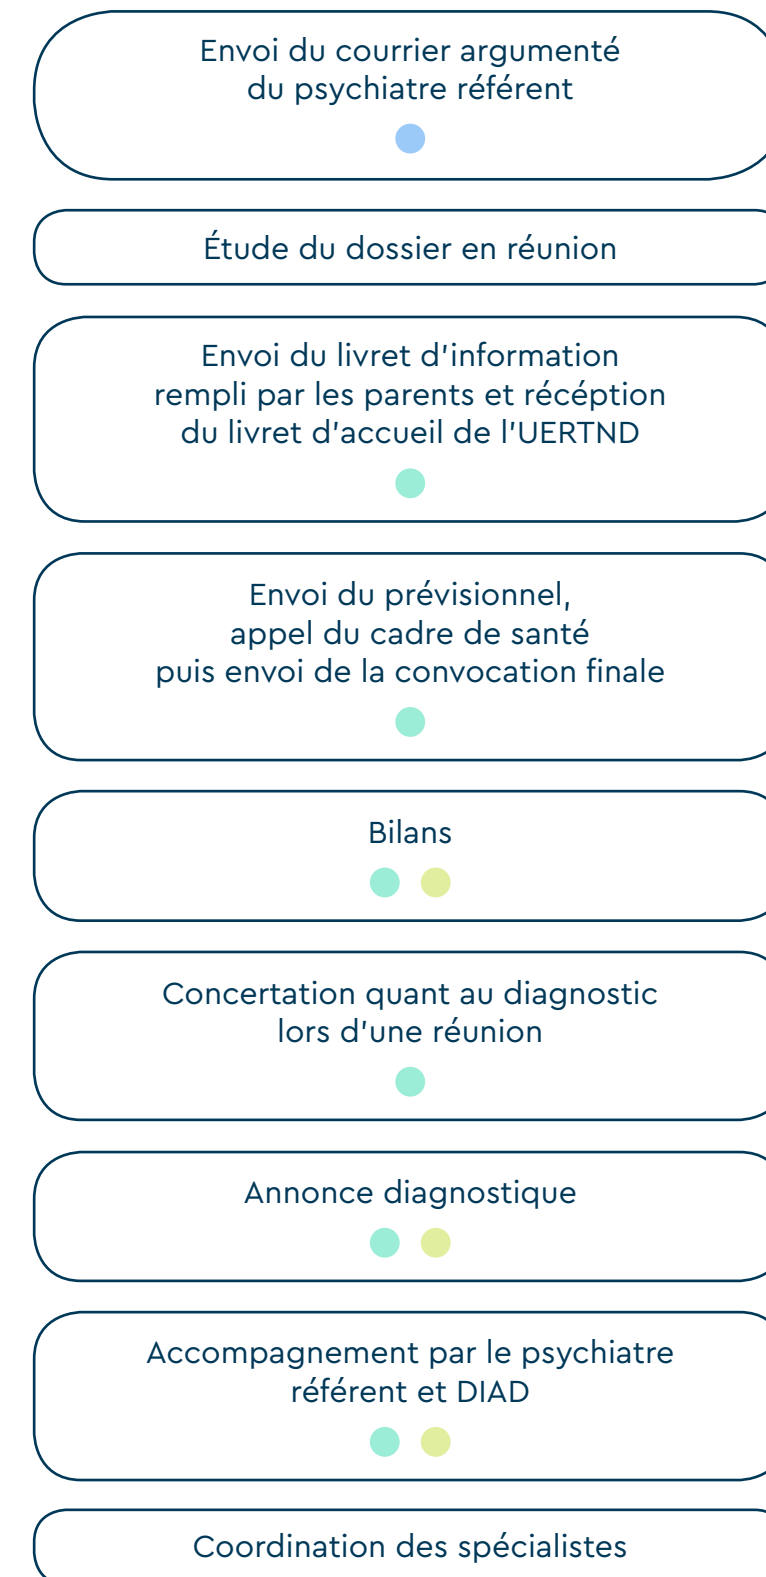 Envoi du courrier argumenté
du psychiatre référent
Étude du dossier en réunion
Envoi du livret d'information
rempli par les parents et récéption
du livret d'accueil de l'UERTND
Envoi du prévisionnel,
appel du cadre de santé
puis envoi de la convocation finale
Bilans
Concertation quant au diagnostic
lors d'une réunion
Annonce diagnostique
Accompagnement par le psychiatre
référent et DIAD
Coordination des spécialistes